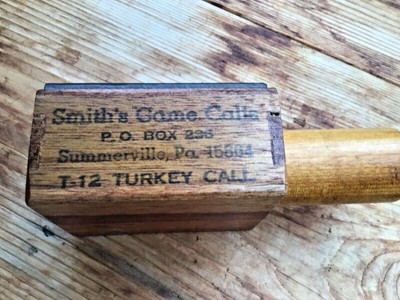 Smith's Game Calls
P.O. BOX 236
Summerville, Pa. 15864
T-12 TURKEY CALL